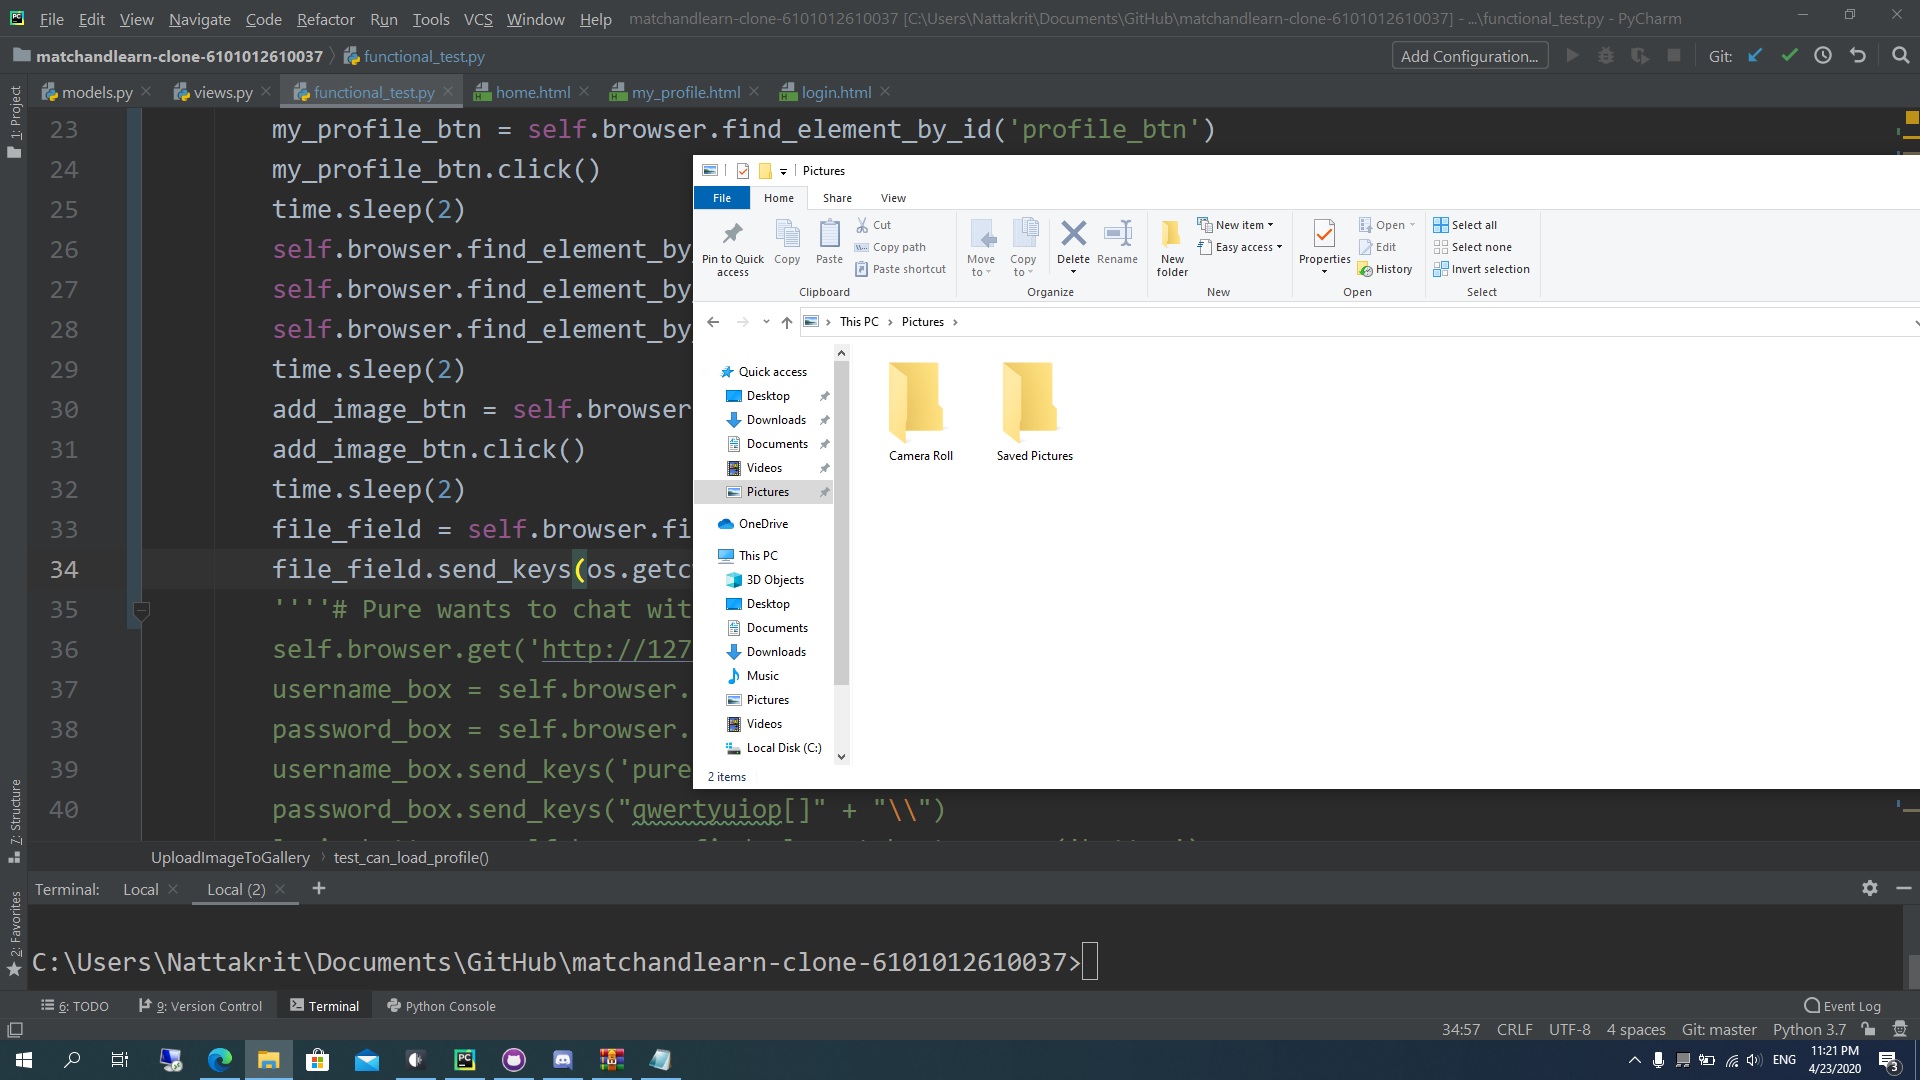 File Edit View Navigate Code Refactor Run Tools VCS Window Help matchandlearn-clone-6101012610037 [C:\Users\Nattakrit\Documents\GitHub\matchandlearn-clone-6101012610037] - ...\functional_test.py - PyCharm
matchandlearn-clone-6101012610037 functional_test.py Add Configuration... Git:
models.py views.py functional_test.py home.html my_profile.html login.html
1: Project
7: Structure
2: Favorites
23 my_profile_btn = self.browser.find_element_by_id('profile_btn')
24 my_profile_btn.click()
25 time.sleep(2)
26 self.browser.find_element_by
27 self.browser.find_element_by
28 self.browser.find_element_by
29 time.sleep(2)
30 add_image_btn = self.browser
31 add_image_btn.click()
32 time.sleep(2)
33 file_field = self.browser.fi
34 file_field.send_keys(os.getc
35 ''''# Pure wants to chat wit
36 self.browser.get('http://127
37 username_box = self.browser.
38 password_box = self.browser.
39 username_box.send_keys('pure
40 password_box.send_keys("qwertyuiop[]" + "\\")
Pictures
File Home Share View
Pin to Quick access
Copy
Paste
Cut
Copy path
Paste shortcut
Clipboard
Move to
Copy to
Delete
Rename
Organize
New folder
New item
Easy access
New
Properties
Open
Edit
History
Open
Select all
Select none
Invert selection
Select
This PC Pictures
Quick access
Desktop
Downloads
Documents
Videos
Pictures
OneDrive
This PC
3D Objects
Desktop
Documents
Downloads
Music
Pictures
Videos
Local Disk (C:)
Camera Roll Saved Pictures
2 items
UploadImageToGallery test_can_load_profile()
Terminal: Local Local (2) +
C:\Users\Nattakrit\Documents\GitHub\matchandlearn-clone-6101012610037>
6: TODO 9: Version Control Terminal Python Console Event Log
34:57 CRLF UTF-8 4 spaces Git: master Python 3.7
ENG 11:21 PM
4/23/2020
3